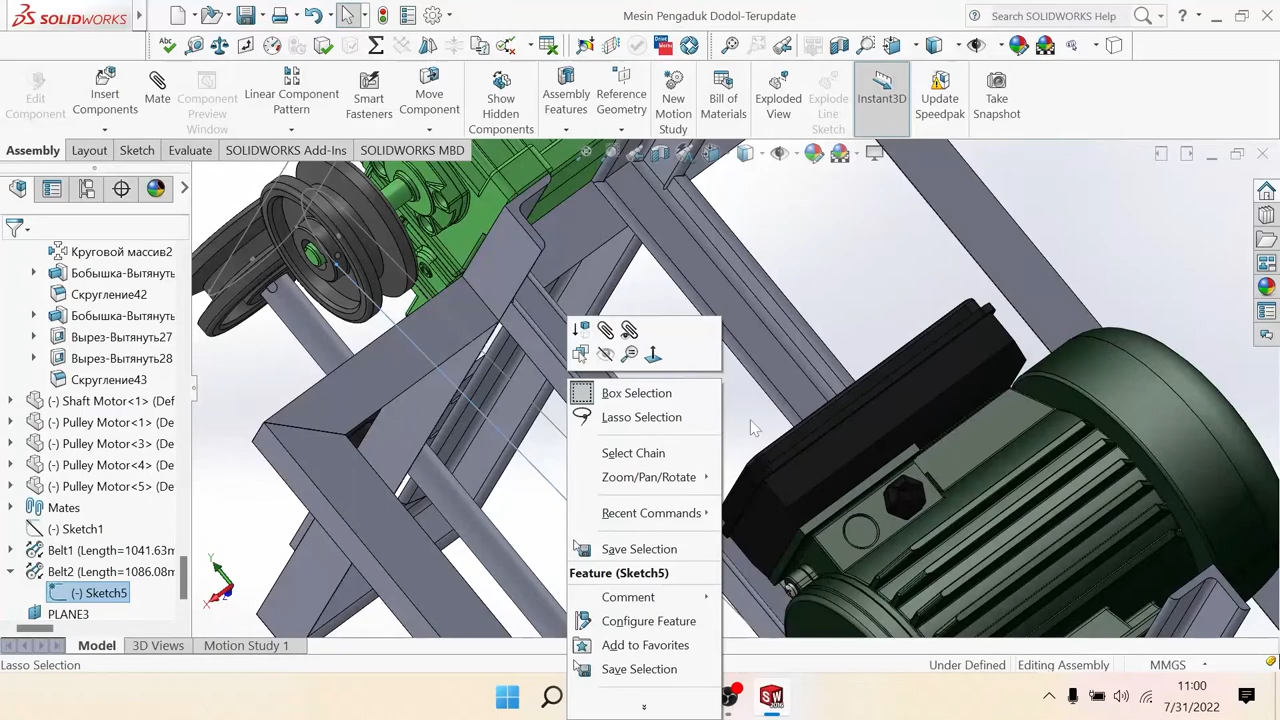 SOLIDWORKS
Mesin Pengaduk Dodol-Terupdate
Search SOLIDWORKS Help
?
Edit Component
Insert Components
Mate
Component Preview Window
Linear Component Pattern
Smart Fasteners
Move Component
Show Hidden Components
Assembly Features
Reference Geometry
New Motion Study
Bill of Materials
Exploded View
Explode Line Sketch
Instant3D
Update Speedpak
Take Snapshot
Assembly
Layout
Sketch
Evaluate
SOLIDWORKS Add-Ins
SOLIDWORKS MBD
Круговой массив2
Бобышка-Вытянуть
Скругление42
Бобышка-Вытянуть
Вырез-Вытянуть27
Вырез-Вытянуть28
Скругление43
(-) Shaft Motor<1> (Def
(-) Pulley Motor<1> (De
(-) Pulley Motor<3> (De
(-) Pulley Motor<4> (De
(-) Pulley Motor<5> (De
Mates
(-) Sketch1
Belt1 (Length=1041.63m
Belt2 (Length=1086.08m
(-) Sketch5
PLANE3
Box Selection
Lasso Selection
Select Chain
Zoom/Pan/Rotate
Recent Commands
Save Selection
Feature (Sketch5)
Comment
Configure Feature
Add to Favorites
Save Selection
Y
X
Z
Model
3D Views
Motion Study 1
Lasso Selection
Under Defined
Editing Assembly
MMGS
SW
2016
11:00
7/31/2022